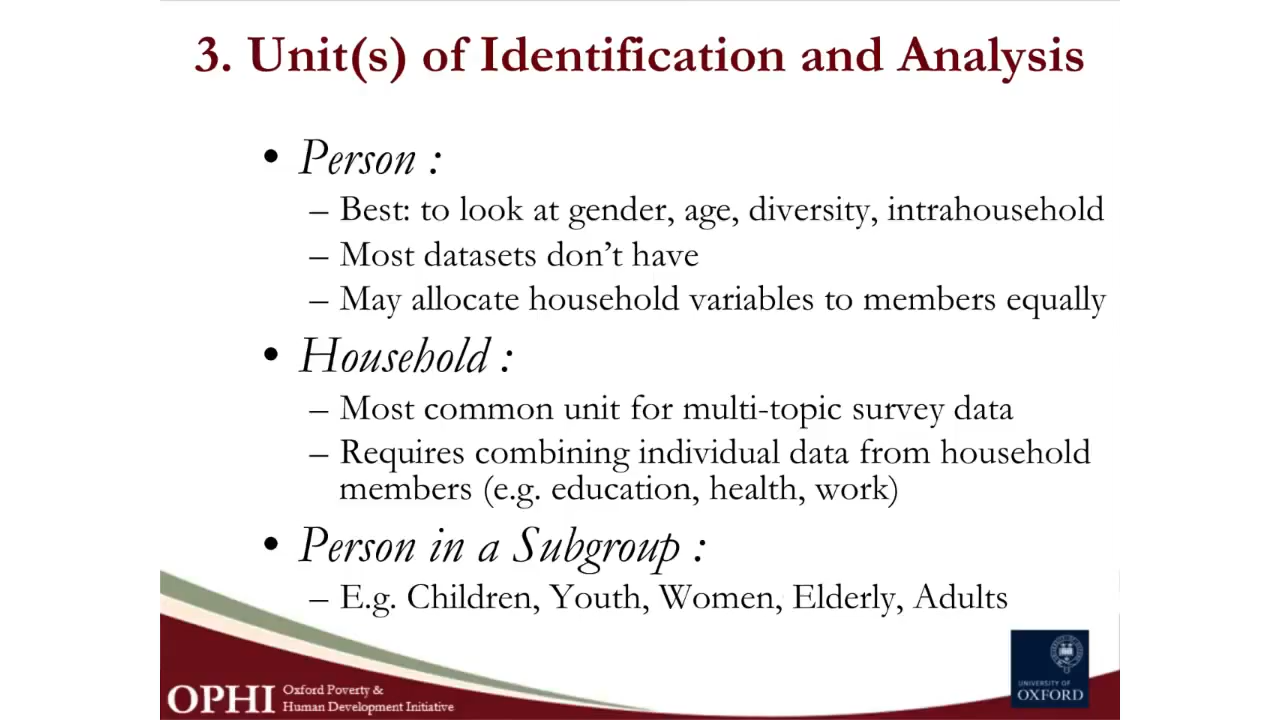 3. Unit(s) of Identification and Analysis
• Person :
– Best: to look at gender, age, diversity, intrahousehold
– Most datasets don’t have
– May allocate household variables to members equally
• Household :
– Most common unit for multi-topic survey data
– Requires combining individual data from household
members (e.g. education, health, work)
• Person in a Subgroup :
– E.g. Children, Youth, Women, Elderly, Adults
OPHI
Oxford Poverty &
Human Development Initiative
UNIVERSITY OF
OXFORD